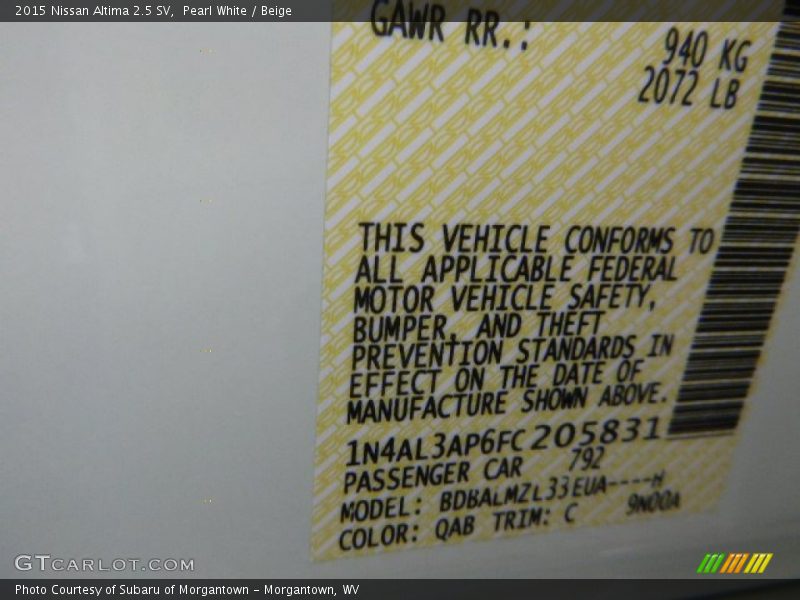 2015 Nissan Altima 2.5 SV, Pearl White / Beige
GAWR RR.:
940 KG
2072 LB
THIS VEHICLE CONFORMS TO
ALL APPLICABLE FEDERAL
MOTOR VEHICLE SAFETY,
BUMPER, AND THEFT
PREVENTION STANDARDS IN
EFFECT ON THE DATE OF
MANUFACTURE SHOWN ABOVE.
1N4AL3AP6FC205831
PASSENGER CAR 792
MODEL: BDBALMZL33EUA----H
COLOR: QAB TRIM: C 9N00A
GTCARLOT.COM
Photo Courtesy of Subaru of Morgantown - Morgantown, WV